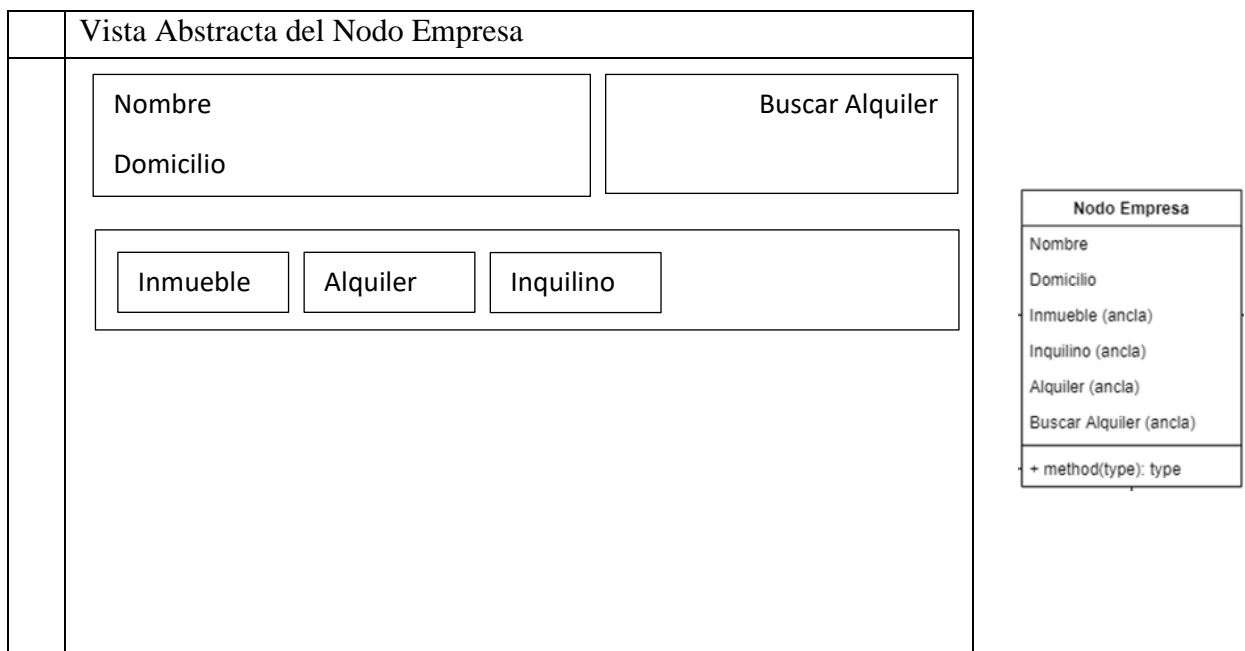 Vista Abstracta del Nodo Empresa
Nombre
Domicilio
Buscar Alquiler
Inmueble
Alquiler
Inquilino
Nodo Empresa
Nombre
Domicilio
Inmueble (ancla)
Inquilino (ancla)
Alquiler (ancla)
Buscar Alquiler (ancla)
+ method(type): type